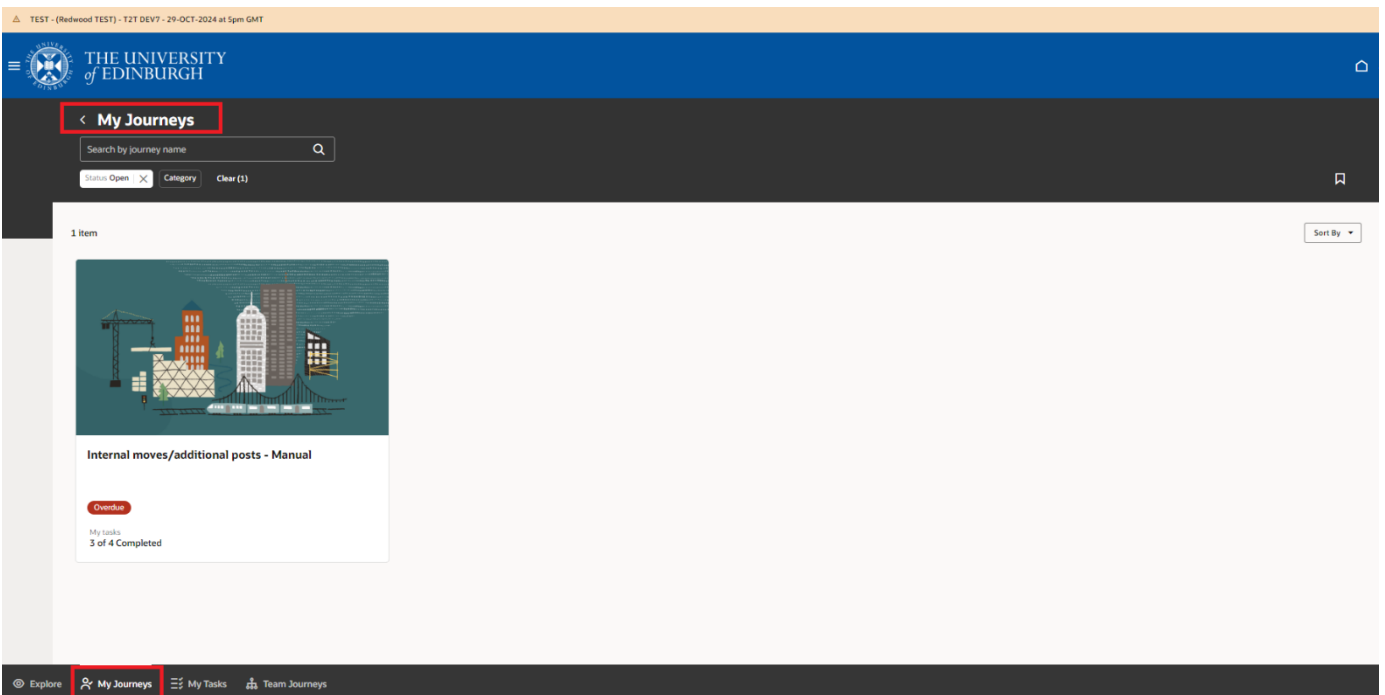 TEST - (Redwood TEST) - T2T DEV7 - 29-OCT-2024 at 5pm GMT
THE UNIVERSITY
of EDINBURGH
My Journeys
Search by journey name
Status Open
Category
Clear (1)
1 item
Sort By
Internal moves/additional posts - Manual
Overdue
My tasks
3 of 4 Completed
Explore
My Journeys
My Tasks
Team Journeys